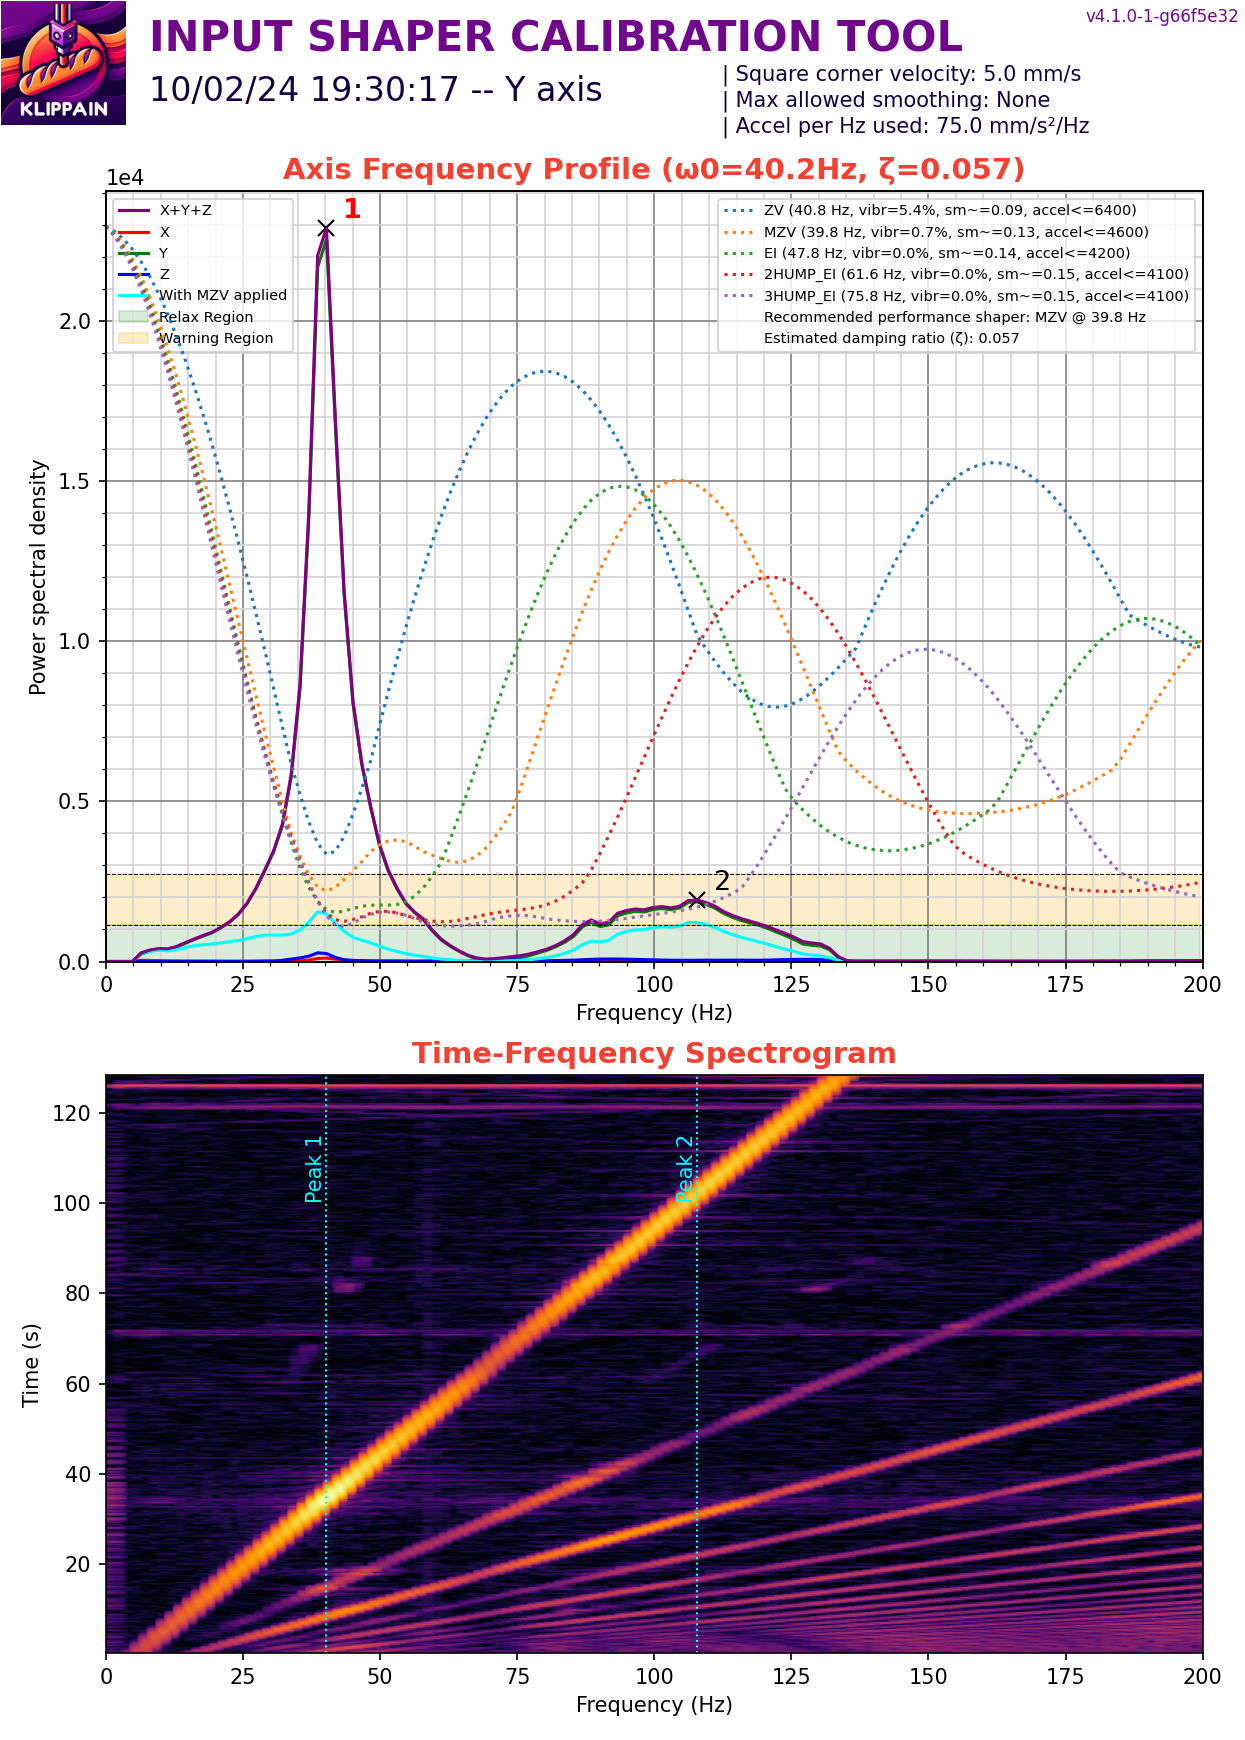 v4.1.0-1-g66f5e32
KLIPPAIN
INPUT SHAPER CALIBRATION TOOL
10/02/24 19:30:17 -- Y axis
| Square corner velocity: 5.0 mm/s
| Max allowed smoothing: None
| Accel per Hz used: 75.0 mm/s²/Hz
Axis Frequency Profile (ω0=40.2Hz, ζ=0.057)
1e4
X+Y+Z
X
Y
Z
With MZV applied
Relax Region
Warning Region
1
ZV (40.8 Hz, vibr=5.4%, sm~=0.09, accel<=6400)
MZV (39.8 Hz, vibr=0.7%, sm~=0.13, accel<=4600)
EI (47.8 Hz, vibr=0.0%, sm~=0.14, accel<=4200)
2HUMP_EI (61.6 Hz, vibr=0.0%, sm~=0.15, accel<=4100)
3HUMP_EI (75.8 Hz, vibr=0.0%, sm~=0.15, accel<=4100)
Recommended performance shaper: MZV @ 39.8 Hz
Estimated damping ratio (ζ): 0.057
2.0
1.5
1.0
0.5
0.0
Power spectral density
2
0 25 50 75 100 125 150 175 200
Frequency (Hz)
Time-Frequency Spectrogram
120
100
80
60
40
20
Time (s)
Peak 1
Peak 2
0 25 50 75 100 125 150 175 200
Frequency (Hz)